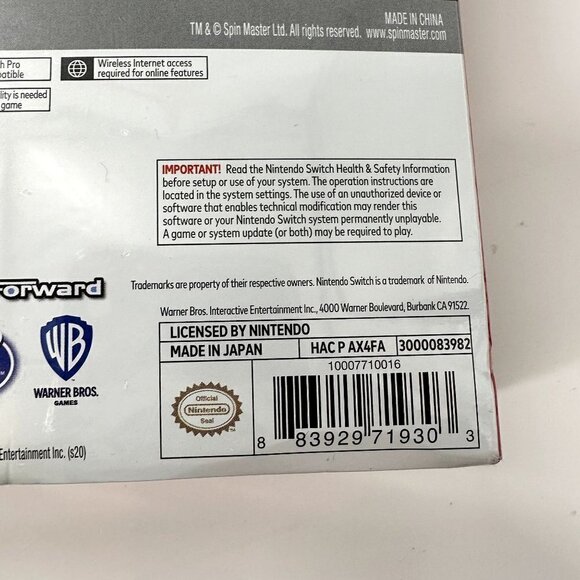 MADE IN CHINA
TM & © Spin Master Ltd. All rights reserved. www.spinmaster.com
h Pro
patible
Wireless Internet access
required for online features
ility is needed
game
IMPORTANT! Read the Nintendo Switch Health & Safety Information
before setup or use of your system. The operation instructions are
located in the system settings. The use of an unauthorized device or
software that enables technical modification may render this
software or your Nintendo Switch system permanently unplayable.
A game or system update (or both) may be required to play.
orward
Trademarks are property of their respective owners. Nintendo Switch is a trademark of Nintendo.
Warner Bros. Interactive Entertainment Inc., 4000 Warner Boulevard, Burbank CA 91522.
LICENSED BY NINTENDO
MADE IN JAPAN
HAC P AX4FA
3000083982
10007710016
WB
WARNER BROS.
GAMES
Official
Nintendo
Seal
8 83929 71930 3
Entertainment Inc. (s20)